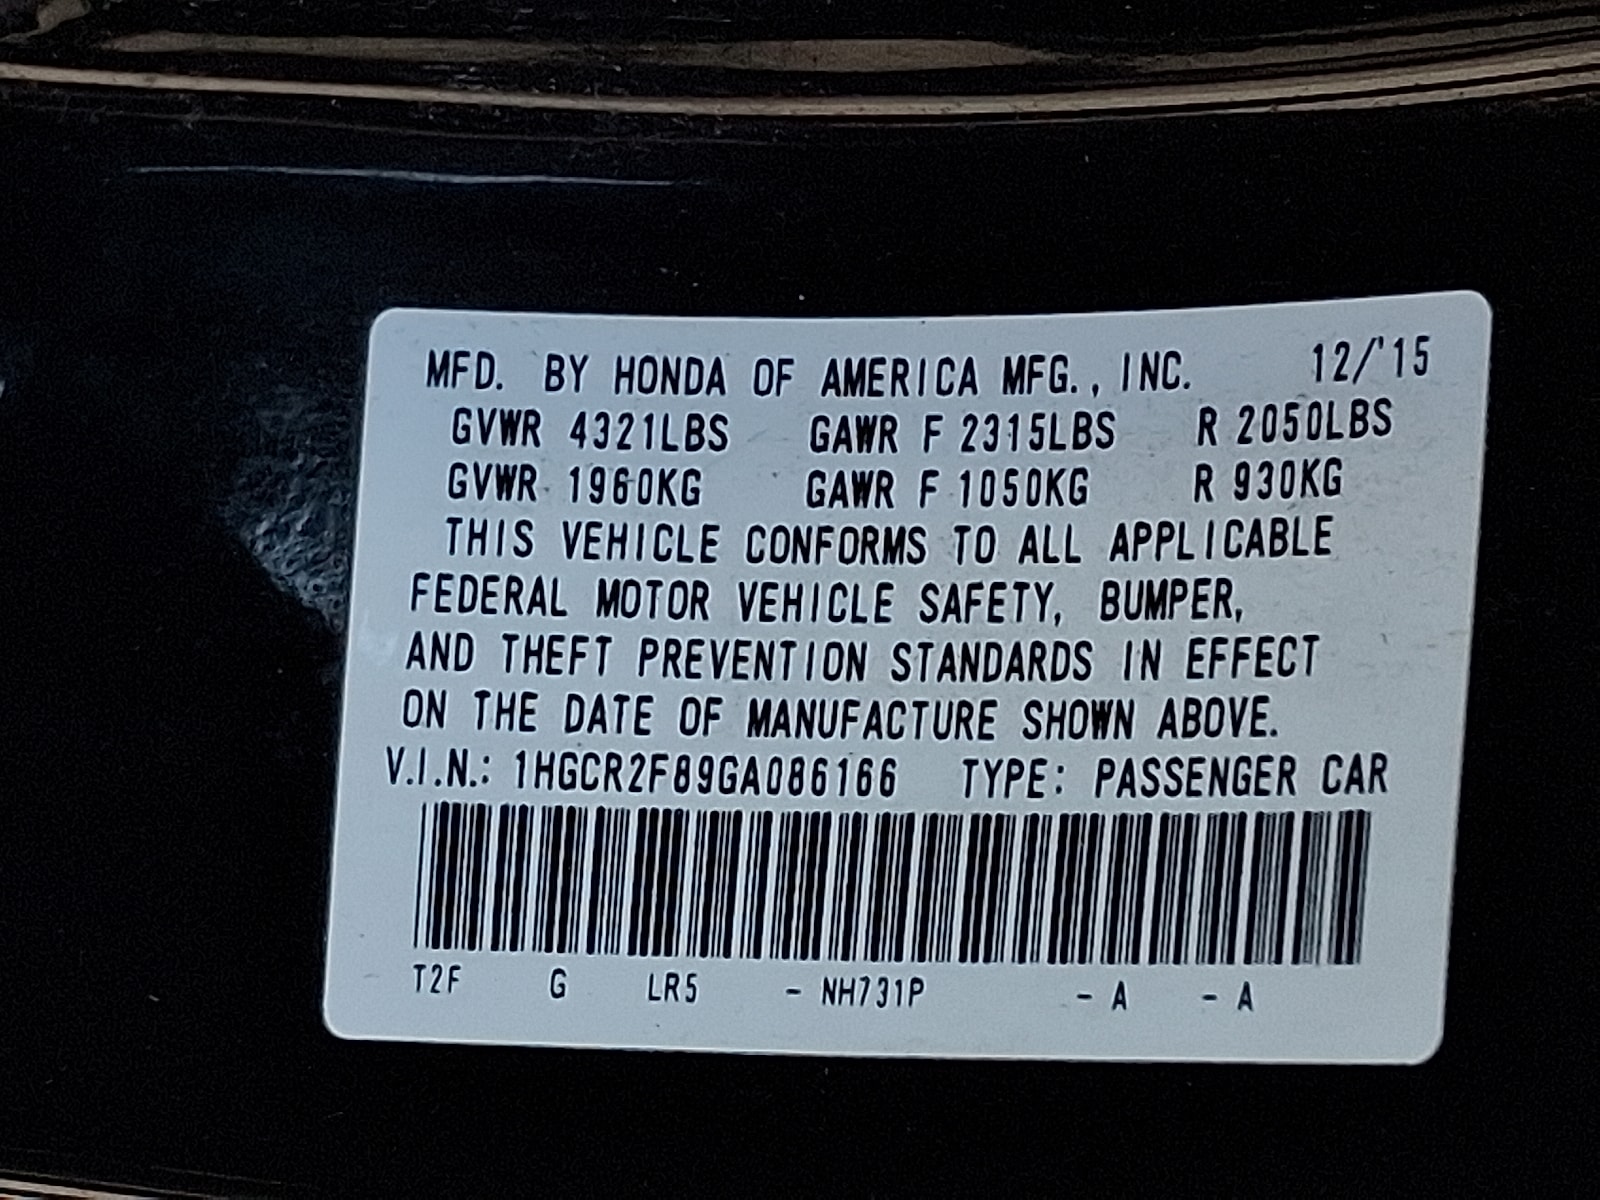 MFD. BY HONDA OF AMERICA MFG., INC. 12/'15
GVWR 4321LBS GAWR F 2315LBS R 2050LBS
GVWR 1960KG GAWR F 1050KG R 930KG
THIS VEHICLE CONFORMS TO ALL APPLICABLE
FEDERAL MOTOR VEHICLE SAFETY, BUMPER,
AND THEFT PREVENTION STANDARDS IN EFFECT
ON THE DATE OF MANUFACTURE SHOWN ABOVE.
V.I.N.: 1HGCR2F89GA086166 TYPE: PASSENGER CAR
T2F G LR5 - NH731P - A - A